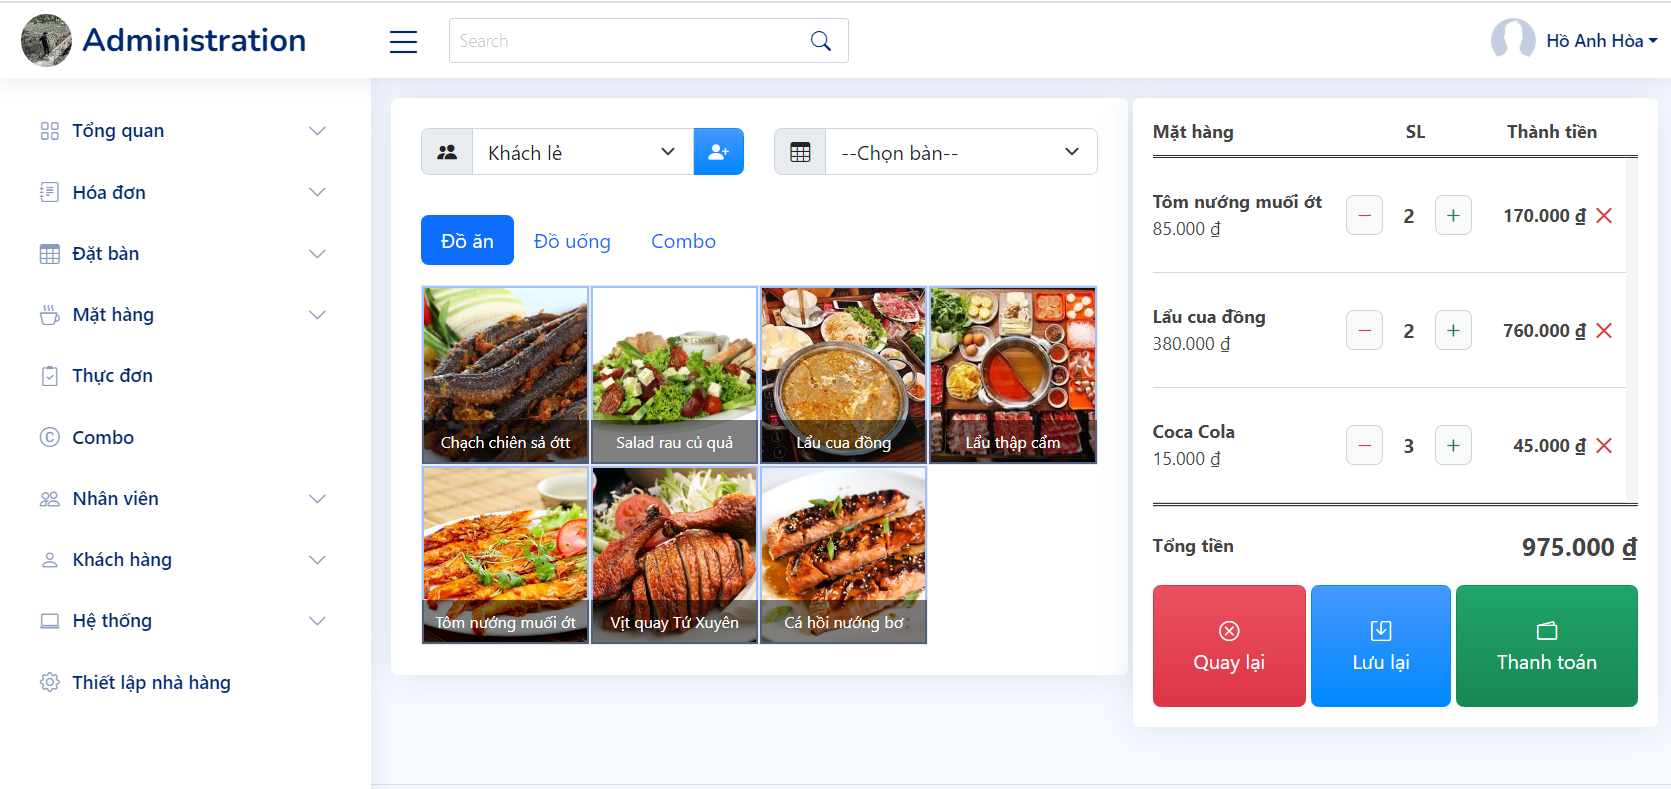 Administration
Search
Hồ Anh Hòa
Tổng quan
Hóa đơn
Đặt bàn
Mặt hàng
Thực đơn
Combo
Nhân viên
Khách hàng
Hệ thống
Thiết lập nhà hàng
Khách lẻ
--Chọn bàn--
Đồ ăn Đồ uống Combo
Chạch chiên sả ớtt
Salad rau củ quả
Lẩu cua đồng
Lẩu thập cẩm
Tôm nướng muối ớt
Vịt quay Tứ Xuyên
Cá hồi nướng bơ
Mặt hàng SL Thành tiền
Tôm nướng muối ớt
85.000 ₫
2
170.000 ₫
Lẩu cua đồng
380.000 ₫
2
760.000 ₫
Coca Cola
15.000 ₫
3
45.000 ₫
Tổng tiền 975.000 ₫
Quay lại
Lưu lại
Thanh toán